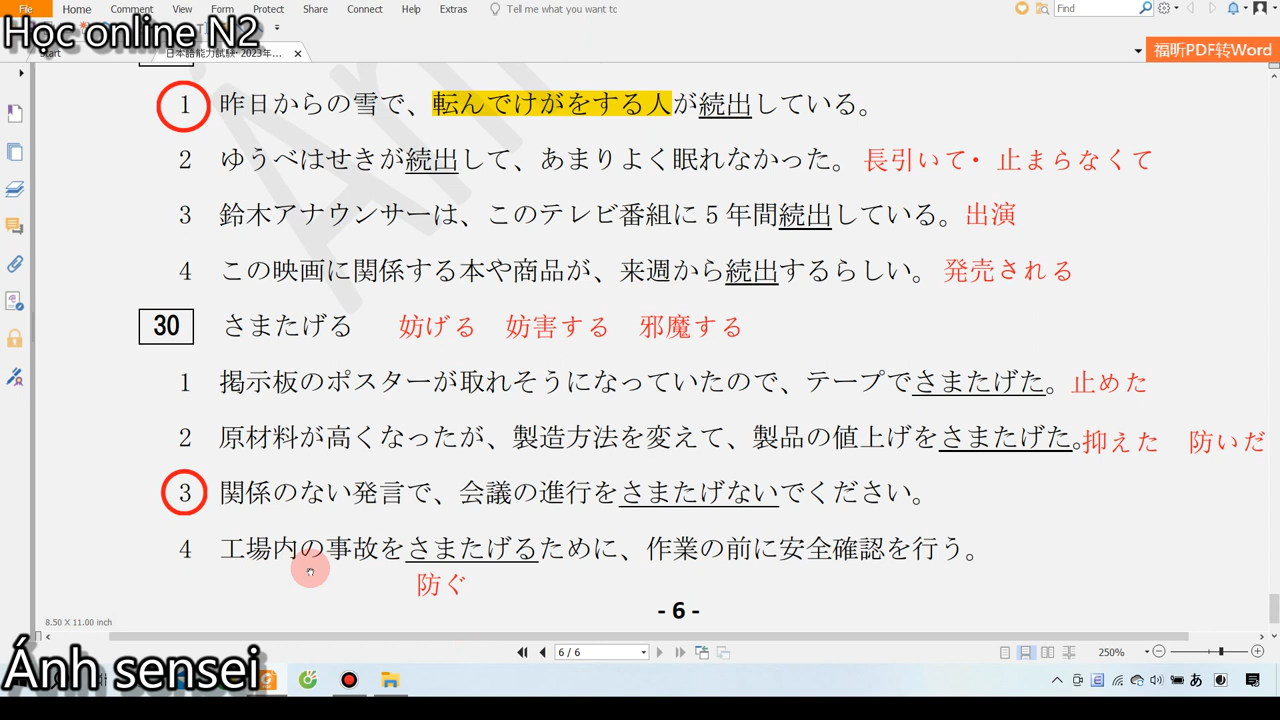 File Home Comment View Form Protect Share Connect Help Extras Tell me what you want to Find
Học online N2
Start 日本語能力試験・2023年... 福昕PDF转Word
1 昨日からの雪で、転んでけがをする人が続出している。
2 ゆうべはせきが続出して、あまりよく眠れなかった。 長引いて・ 止まらなくて
3 鈴木アナウンサーは、このテレビ番組に5年間続出している。 出演
4 この映画に関係する本や商品が、来週から続出するらしい。 発売される
30 さまたげる 妨げる 妨害する 邪魔する
1 掲示板のポスターが取れそうになっていたので、テープでさまたげた。 止めた
2 原材料が高くなったが、製造方法を変えて、製品の値上げをさまたげた。 抑えた 防いだ
3 関係のない発言で、会議の進行をさまたげないでください。
4 工場内の事故をさまたげるために、作業の前に安全確認を行う。
防ぐ
- 6 -
8.50 X 11.00 inch
6 / 6 250%
Ánh sensei
あ